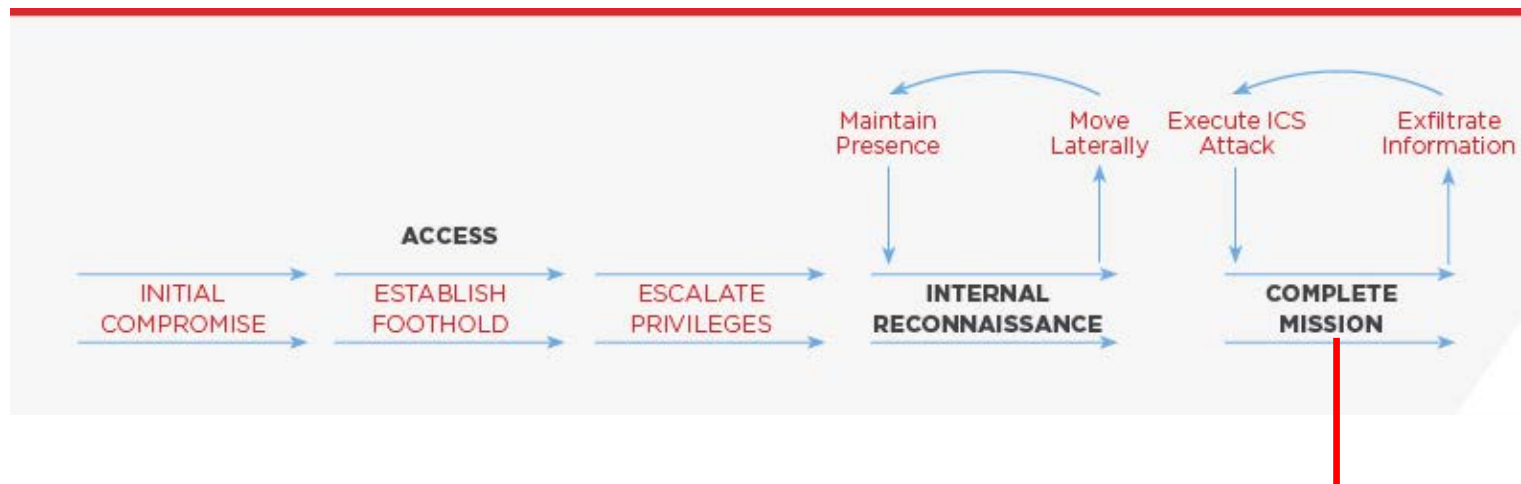 Maintain
Presence
Move
Laterally
Execute ICS
Attack
Exfiltrate
Information
ACCESS
INITIAL
COMPROMISE
ESTABLISH
FOOTHOLD
ESCALATE
PRIVILEGES
INTERNAL
RECONNAISSANCE
COMPLETE
MISSION